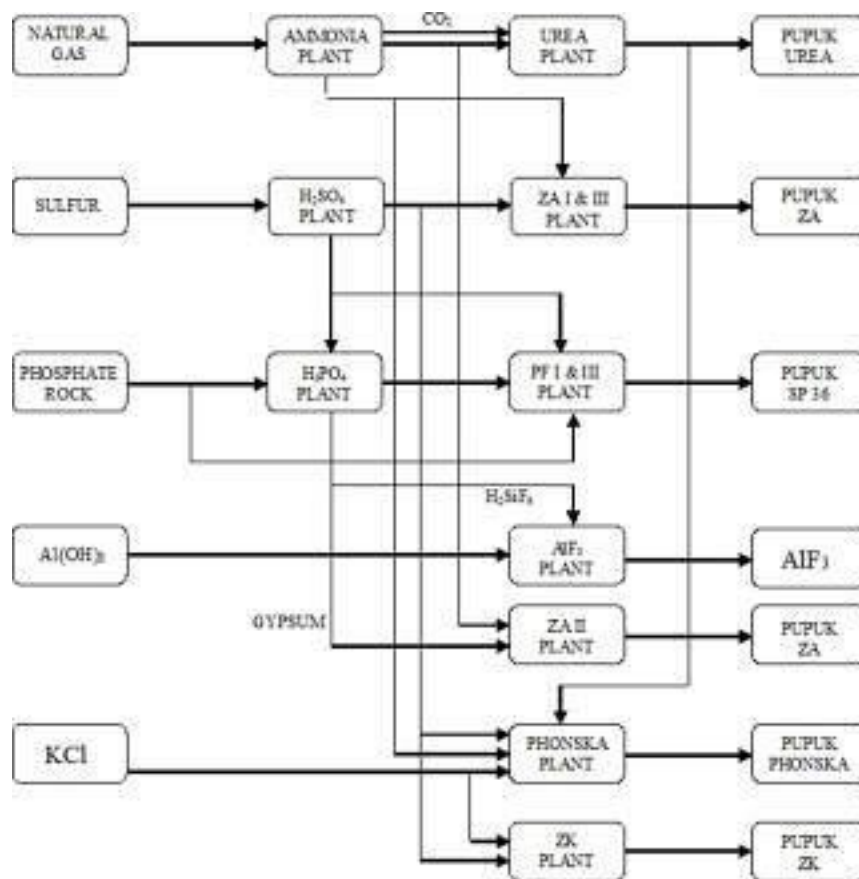 CO₂
NATURAL
GAS
AMMONIA
PLANT
UREA
PLANT
PUPUK
UREA
SULFUR
H₂SO₄
PLANT
ZA I & III
PLANT
PUPUK
ZA
PHOSPHATE
ROCK
H₃PO₄
PLANT
PF I & III
PLANT
PUPUK
SP 36
H₂SiF₆
Al(OH)₃
AlF₃
PLANT
AlF₃
GYPSUM
ZA II
PLANT
PUPUK
ZA
KCl
PHONSKA
PLANT
PUPUK
PHONSKA
ZK
PLANT
PUPUK
ZK